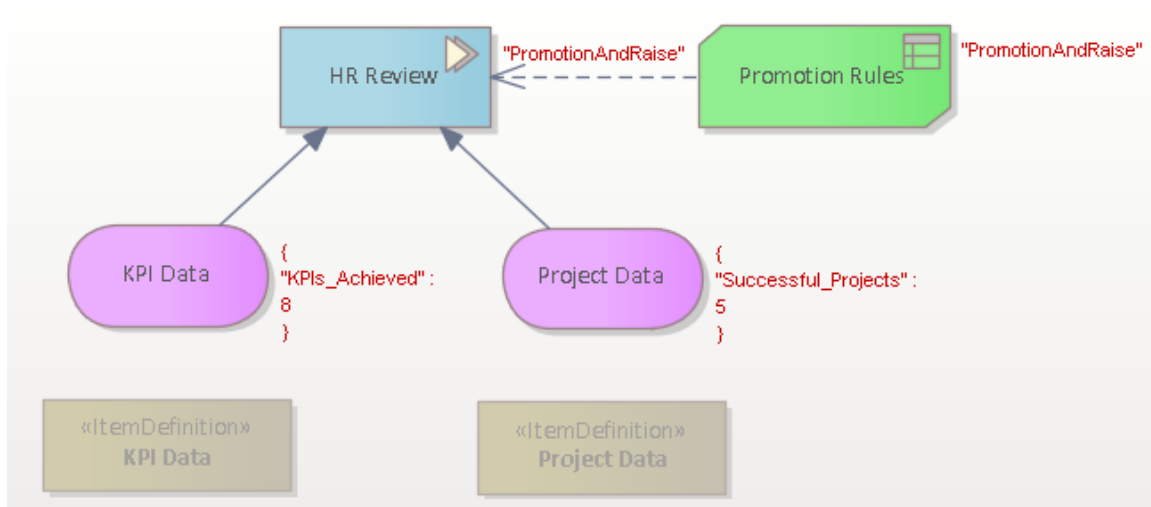 HR Review
"PromotionAndRaise"
Promotion Rules
"PromotionAndRaise"
KPI Data
{
"KPIs_Achieved" :
8
}
Project Data
{
"Successful_Projects" :
5
}
«ItemDefinition»
KPI Data
«ItemDefinition»
Project Data